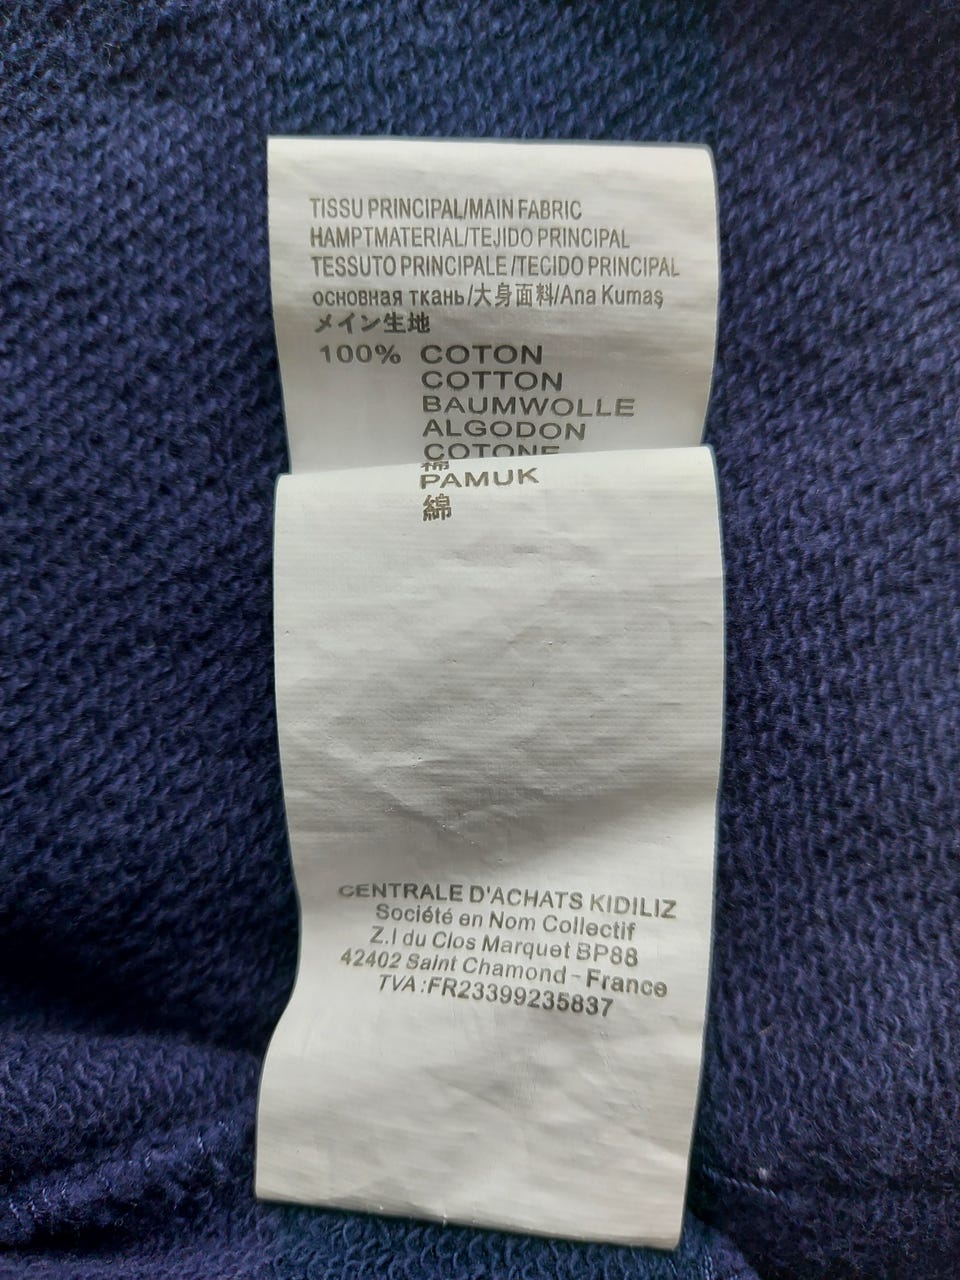 TISSU PRINCIPAL/MAIN FABRIC
HAMPTMATERIAL/TEJIDO PRINCIPAL
TESSUTO PRINCIPALE/TECIDO PRINCIPAL
основная ткань/大身面料/Ana Kumaş
メイン生地
100% COTON
COTTON
BAUMWOLLE
ALGODON
COTONE
棉
PAMUK
綿
CENTRALE D'ACHATS KIDILIZ
Société en Nom Collectif
Z.I du Clos Marquet BP88
42402 Saint Chamond - France
TVA :FR23399235837